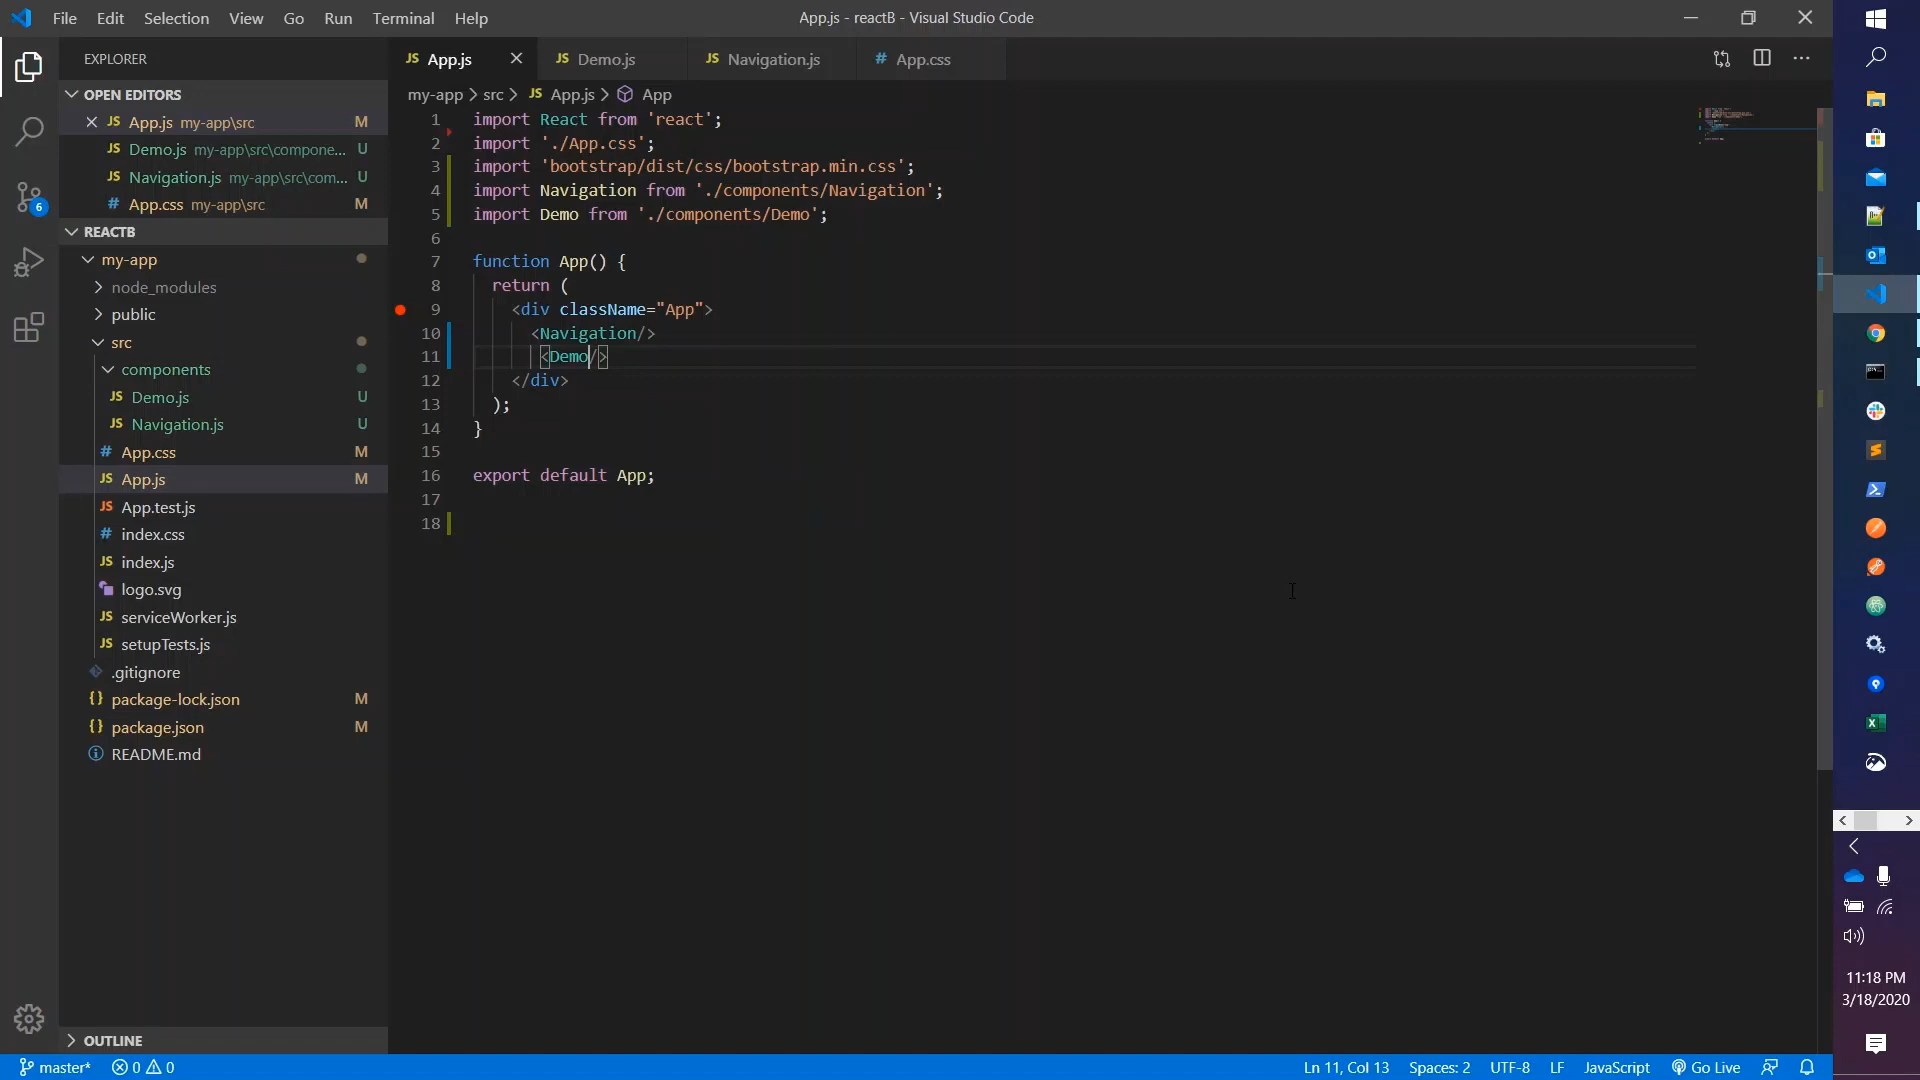 File Edit Selection View Go Run Terminal Help
App.js - reactB - Visual Studio Code
EXPLORER
OPEN EDITORS
JS App.js my-app\src M
JS Demo.js my-app\src\compone... U
JS Navigation.js my-app\src\com... U
# App.css my-app\src M
REACTB
my-app
node_modules
public
src
components
JS Demo.js U
JS Navigation.js U
# App.css M
JS App.js M
JS App.test.js
# index.css
JS index.js
logo.svg
JS serviceWorker.js
JS setupTests.js
.gitignore
{} package-lock.json M
{} package.json M
README.md
OUTLINE
6
JS App.js
JS Demo.js
JS Navigation.js
# App.css
my-app > src > JS App.js > App
1 import React from 'react';
2 import './App.css';
3 import 'bootstrap/dist/css/bootstrap.min.css';
4 import Navigation from './components/Navigation';
5 import Demo from './components/Demo';
6
7 function App() {
8 return (
9 <div className="App">
10 <Navigation/>
11 <Demo/>
12 </div>
13 );
14 }
15
16 export default App;
17
18
11:18 PM
3/18/2020
master* 0 0
Ln 11, Col 13 Spaces: 2 UTF-8 LF JavaScript Go Live